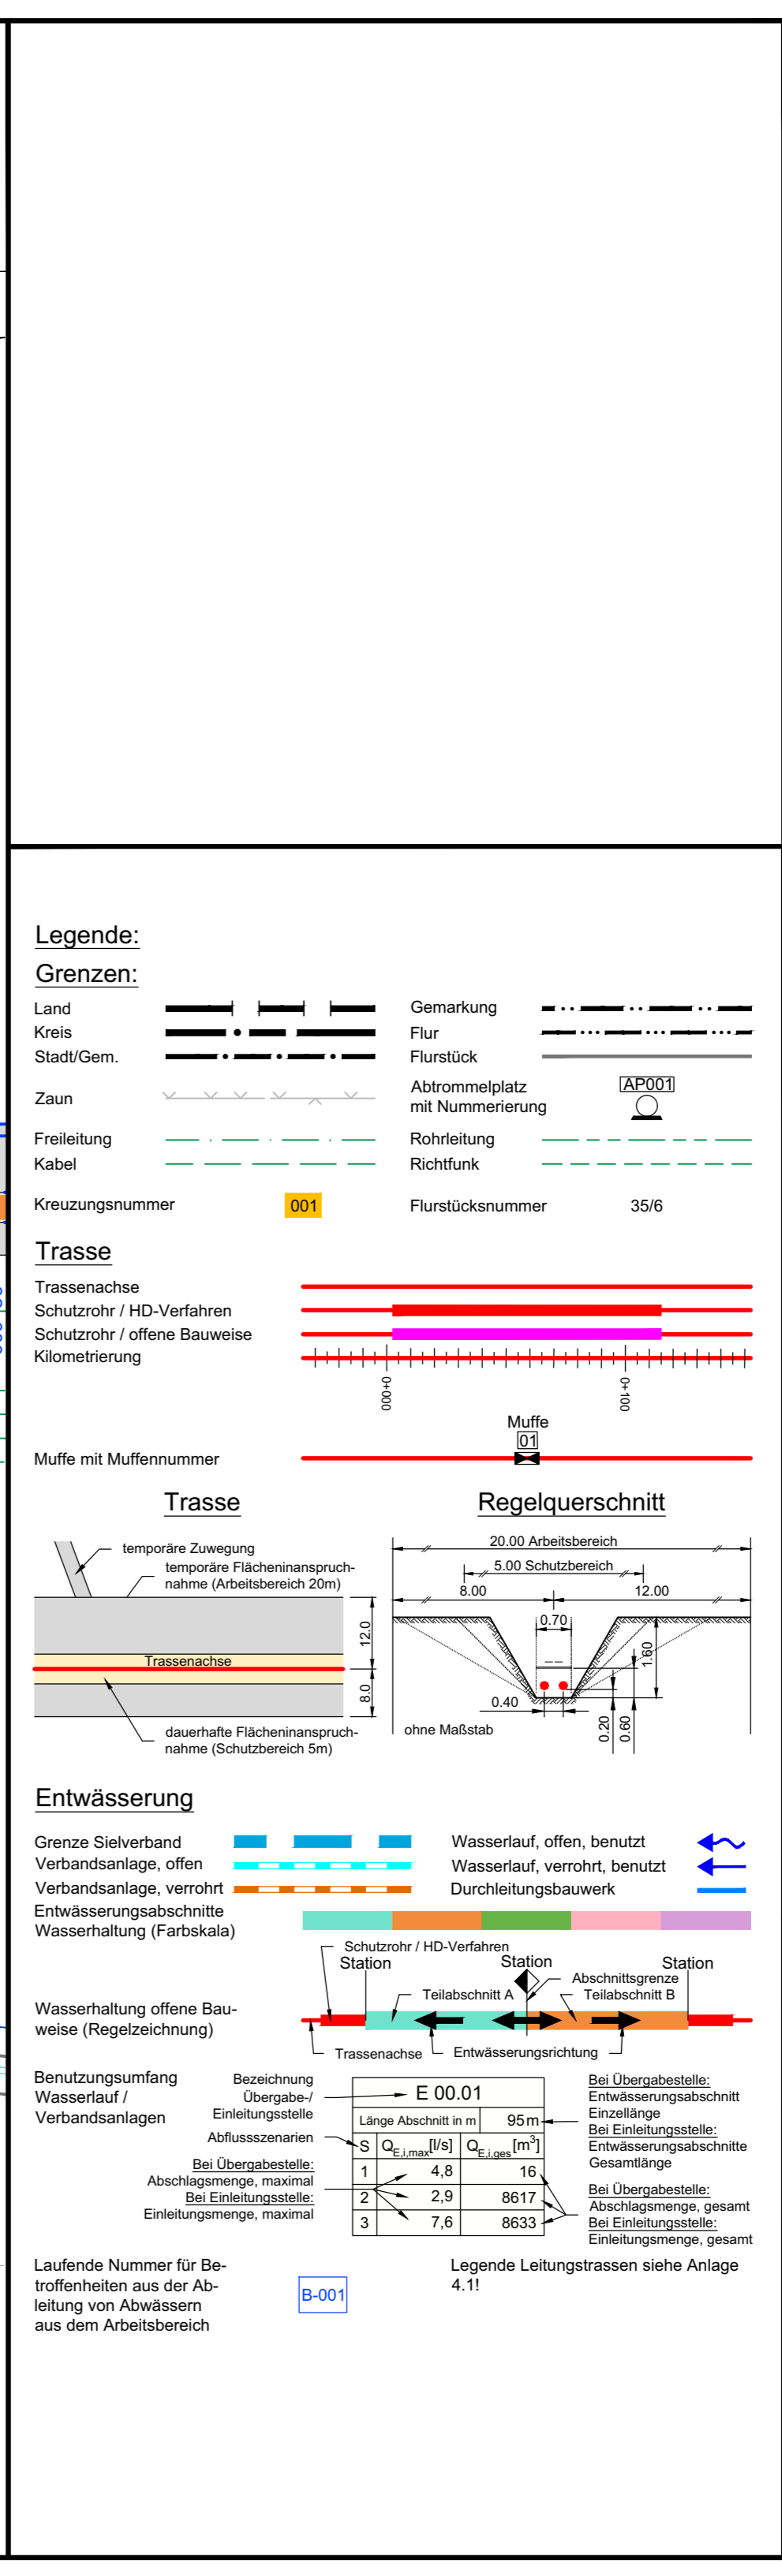 Legende:
Grenzen:
Land
Kreis
Stadt/Gem.
Zaun
Freileitung
Kabel
Kreuzungsnummer
001
Gemarkung
Flur
Flurstück
Abtrommelplatz
mit Nummerierung
AP001
Rohrleitung
Richtfunk
Flurstücksnummer
35/6
Trasse
Trassenachse
Schutzrohr / HD-Verfahren
Schutzrohr / offene Bauweise
Kilometrierung
0+000
0+100
Muffe
01
Muffe mit Muffennummer
Trasse
temporäre Zuwegung
temporäre Flächeninanspruch-
nahme (Arbeitsbereich 20m)
Trassenachse
12.0
8.0
dauerhafte Flächeninanspruch-
nahme (Schutzbereich 5m)
Regelquerschnitt
20.00 Arbeitsbereich
5.00 Schutzbereich
8.00
12.00
0.70
1.60
0.40
0.20
0.60
ohne Maßstab
Entwässerung
Grenze Sielverband
Verbandsanlage, offen
Verbandsanlage, verrohrt
Wasserlauf, offen, benutzt
Wasserlauf, verrohrt, benutzt
Durchleitungsbauwerk
Entwässerungsabschnitte
Wasserhaltung (Farbskala)
Schutzrohr / HD-Verfahren
Station
Station
Station
Abschnittsgrenze
Teilabschnitt A
Teilabschnitt B
Wasserhaltung offene Bau-
weise (Regelzeichnung)
Trassenachse
Entwässerungsrichtung
Benutzungsumfang
Wasserlauf /
Verbandsanlagen
Bezeichnung
Übergabe-/
Einleitungsstelle
Abflussszenarien
Bei Übergabestelle:
Abschlagsmenge, maximal
Bei Einleitungsstelle:
Einleitungsmenge, maximal
E 00.01
Länge Abschnitt in m 95m
S QE,i,max[l/s] QE,i,ges[m³]
1 4,8 16
2 2,9 8617
3 7,6 8633
Bei Übergabestelle:
Entwässerungsabschnitt
Einzellänge
Bei Einleitungsstelle:
Entwässerungsabschnitte
Gesamtlänge
Bei Übergabestelle:
Abschlagsmenge, gesamt
Bei Einleitungsstelle:
Einleitungsmenge, gesamt
Laufende Nummer für Be-
troffenheiten aus der Ab-
leitung von Abwässern
aus dem Arbeitsbereich
B-001
Legende Leitungstrassen siehe Anlage
4.1!